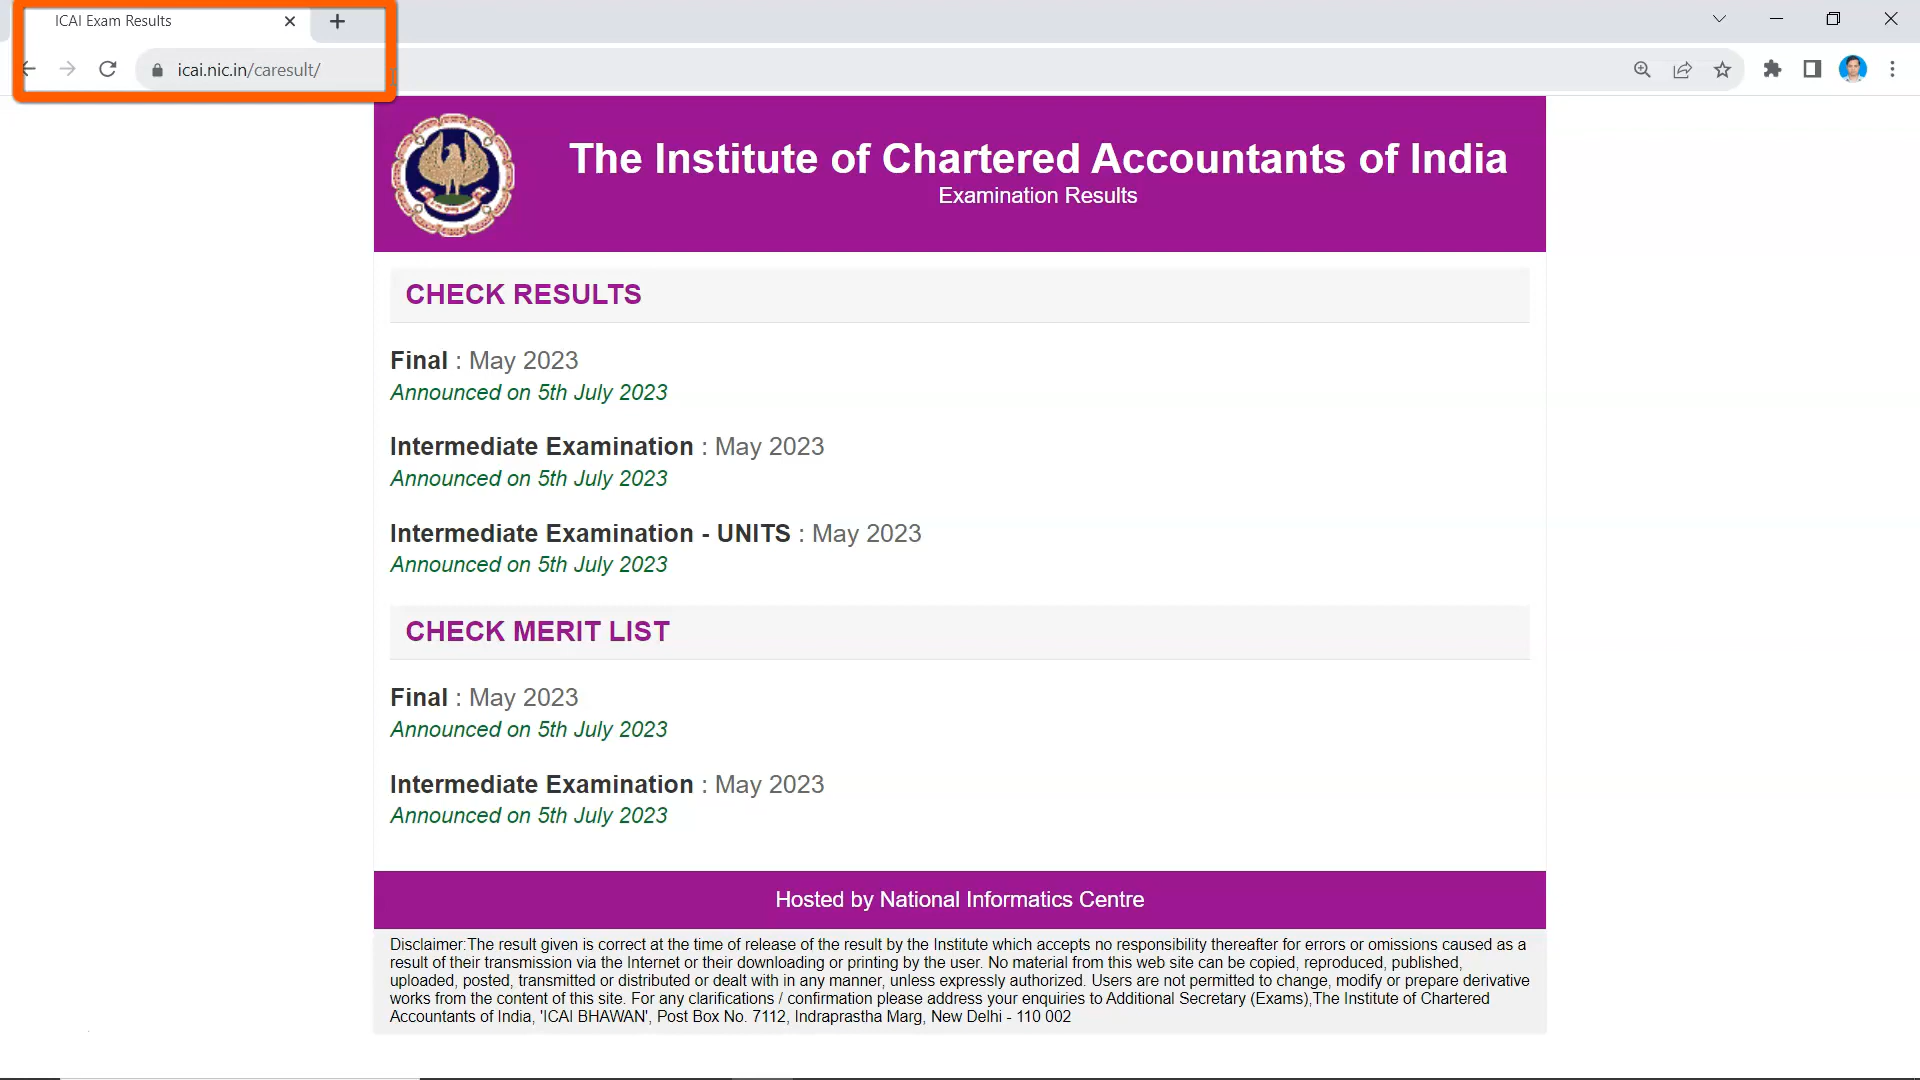 ICAI Exam Results
icai.nic.in/caresult/
The Institute of Chartered Accountants of India
Examination Results
CHECK RESULTS
Final : May 2023
Announced on 5th July 2023
Intermediate Examination : May 2023
Announced on 5th July 2023
Intermediate Examination - UNITS : May 2023
Announced on 5th July 2023
CHECK MERIT LIST
Final : May 2023
Announced on 5th July 2023
Intermediate Examination : May 2023
Announced on 5th July 2023
Hosted by National Informatics Centre
Disclaimer:The result given is correct at the time of release of the result by the Institute which accepts no responsibility thereafter for errors or omissions caused as a
result of their transmission via the Internet or their downloading or printing by the user. No material from this web site can be copied, reproduced, published,
uploaded, posted, transmitted or distributed or dealt with in any manner, unless expressly authorized. Users are not permitted to change, modify or prepare derivative
works from the content of this site. For any clarifications / confirmation please address your enquiries to Additional Secretary (Exams),The Institute of Chartered
Accountants of India, 'ICAI BHAWAN', Post Box No. 7112, Indraprastha Marg, New Delhi - 110 002